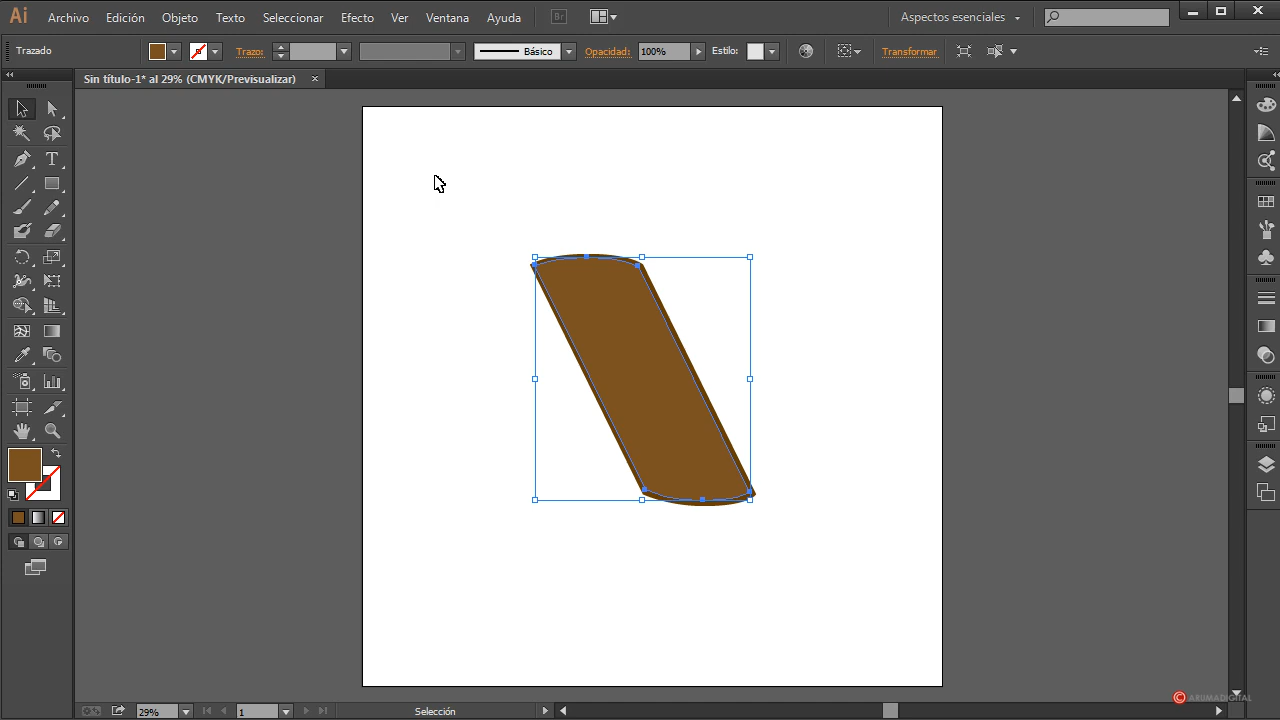 Ai Archivo Edición Objeto Texto Seleccionar Efecto Ver Ventana Ayuda Br Aspectos esenciales
Trazado Trazo: Básico Opacidad: 100% Estilo: Transformar
Sin título-1* al 29% (CMYK/Previsualizar) ×
T
© ARUMADIGITAL
29% 1 Selección